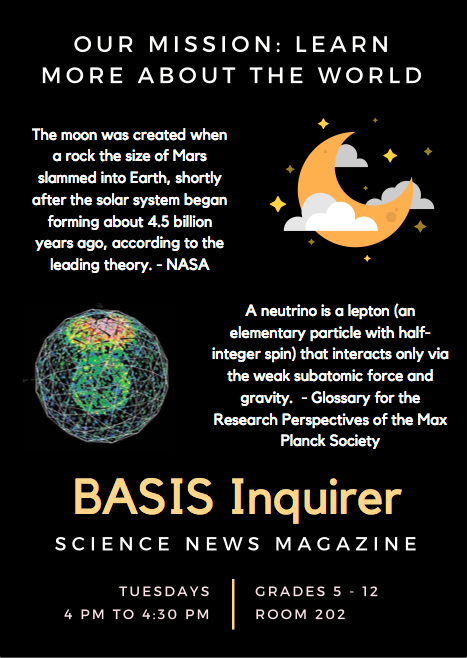 OUR MISSION: LEARN
MORE ABOUT THE WORLD
The moon was created when
a rock the size of Mars
slammed into Earth, shortly
after the solar system began
forming about 4.5 billion
years ago, according to the
leading theory. - NASA
A neutrino is a lepton (an
elementary particle with half-
integer spin) that interacts only via
the weak subatomic force and
gravity.  - Glossary for the
Research Perspectives of the Max
Planck Society
BASIS Inquirer
SCIENCE NEWS MAGAZINE
TUESDAYS
4 PM TO 4:30 PM
GRADES 5 - 12
ROOM 202